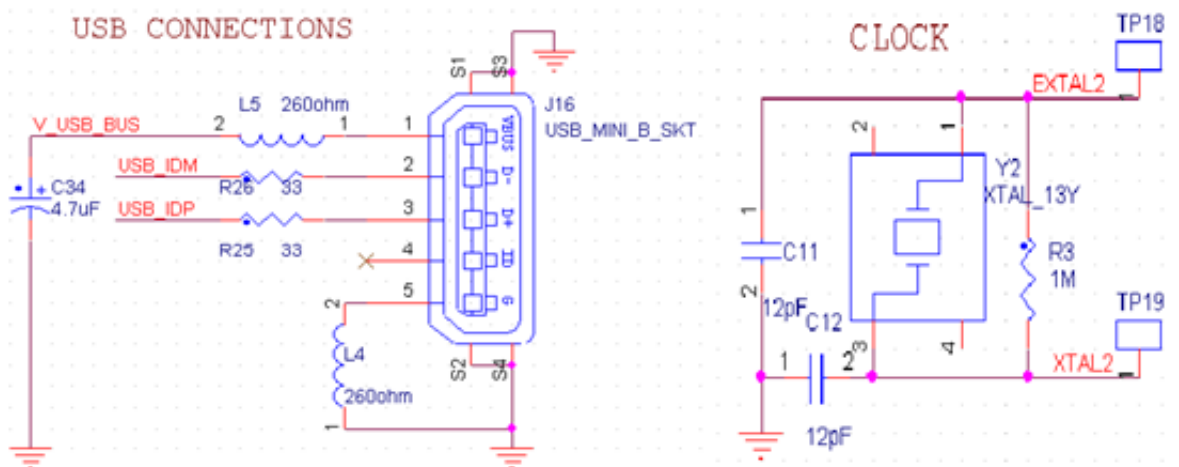 USB CONNECTIONS
S1
S3
L5 260ohm
J16
USB_MINI_B_SKT
V_USB_BUS
2
1
1
VBUS
USB_IDM
2
D-
R26 33
C34
4.7uF
USB_IDP
3
D+
R25 33
4
ID
5
G
2
L4
260ohm
1
S2
S4
CLOCK
TP18
EXTAL2
1
2
1
Y2
XTAL_13Y
1
C11
2
12pF
R3
1M
TP19
C12
3
4
1
2
XTAL2
1
12pF